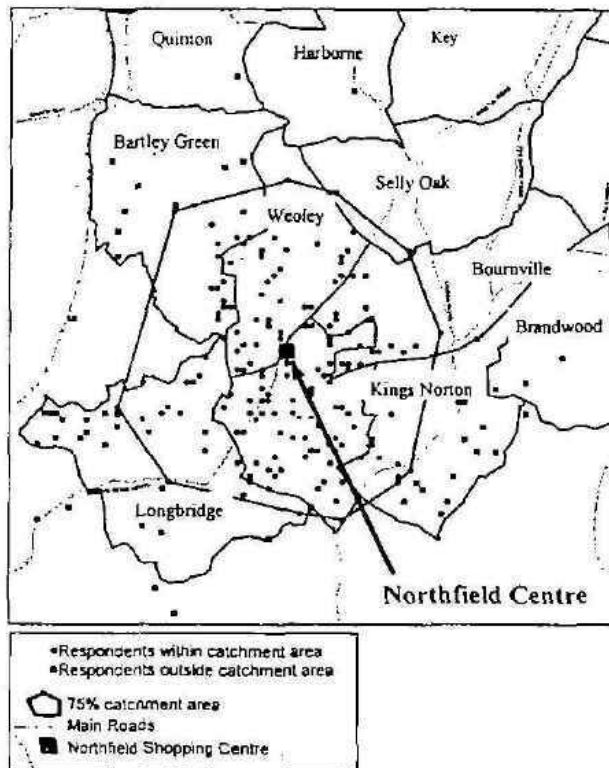 Quinton
Harborne
Key
Bartley Green
Selly Oak
Weoley
Bournville
Brandwood
Kings Norton
Longbridge
Northfield Centre
Respondents within catchment area
Respondents outside catchment area
75% catchment area
Main Roads
Northfield Shopping Centre